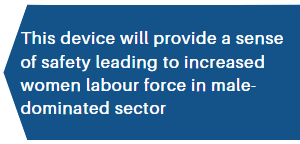 This device will provide a sense
of safety leading to increased
women labour force in male-
dominated sector